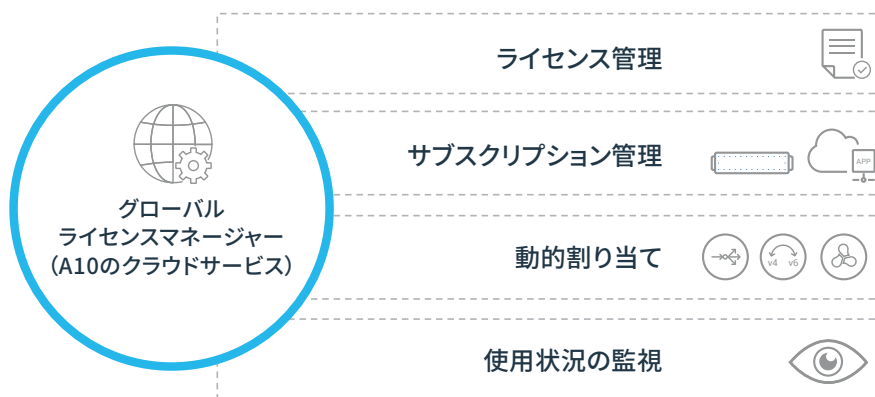 グローバル
ライセンスマネージャー
（A10のクラウドサービス）
ライセンス管理
サブスクリプション管理
APP
動的割り当て
v4 v6
使用状況の監視